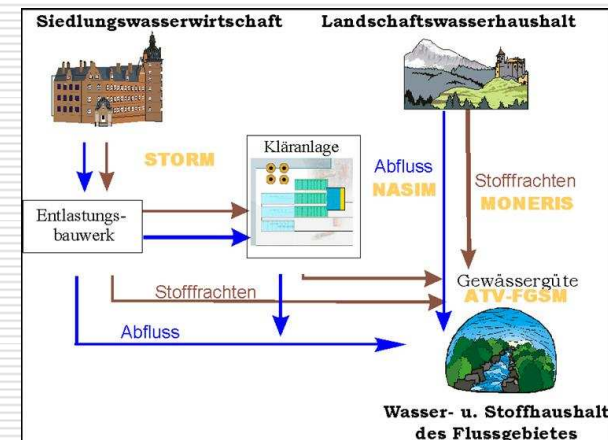 Siedlungswasserwirtschaft
Landschaftswasserhaushalt
STORM
Kläranlage
Abfluss
NASIM
Stofffrachten
MONERIS
Entlastungs-
bauwerk
Stofffrachten
Gewässergüte
ATV-FGSM
Abfluss
Wasser- u. Stoffhaushalt
des Flussgebietes